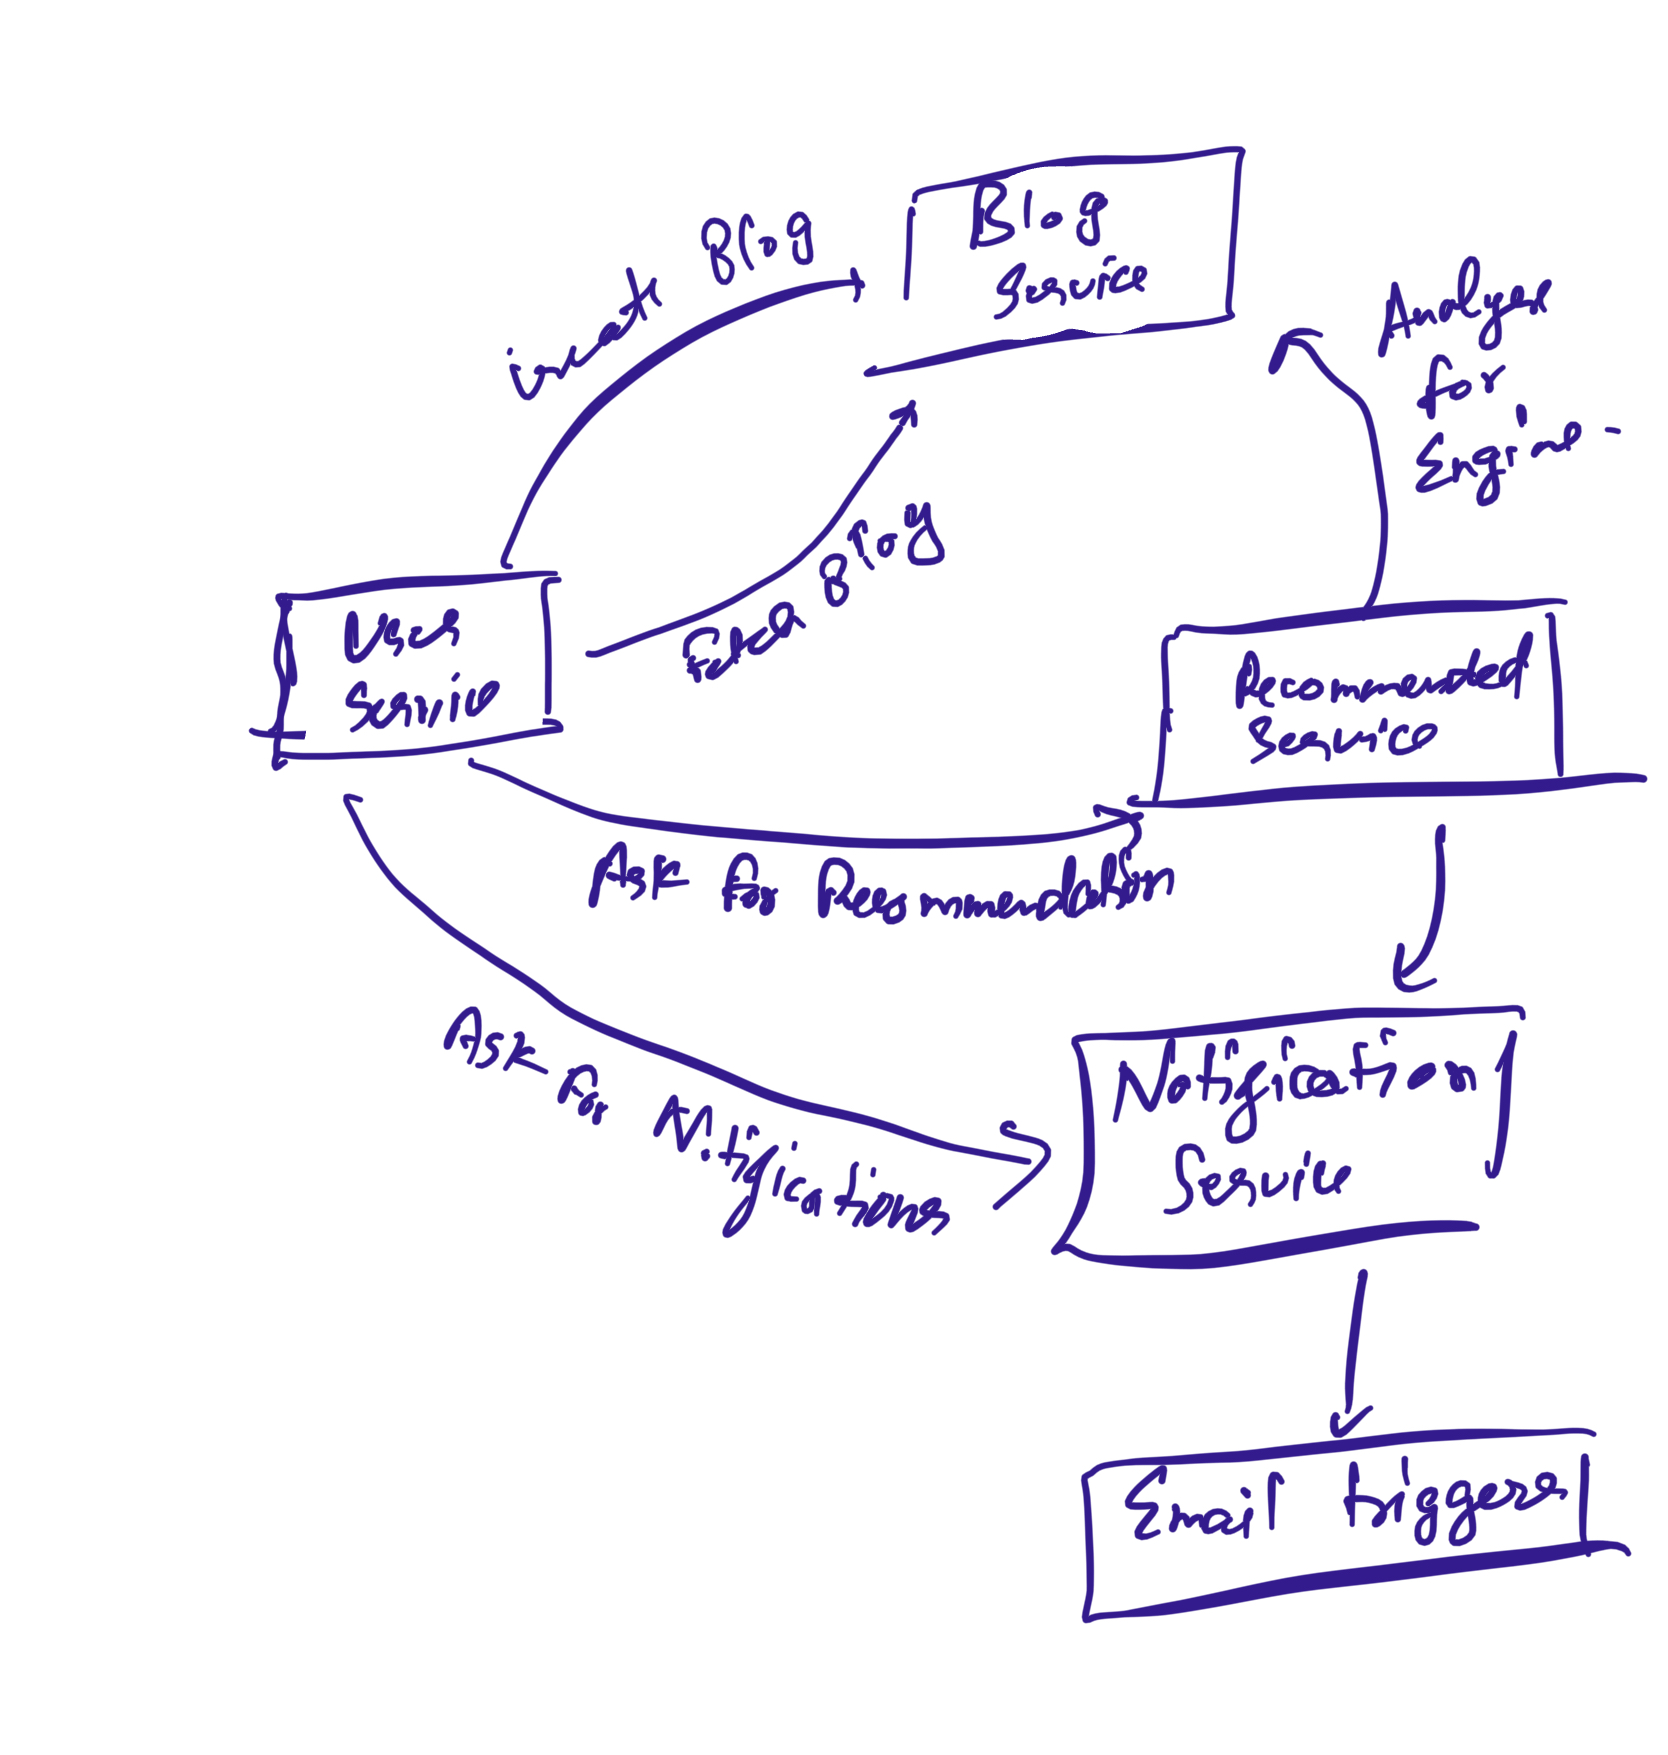 Blog
Service
Blog
Analyse
for
Engine -
Fetch Blog
User
Service
Recommended
Service
Ask for Recommendation
Ask For Notifications
Notification
Service
Email triggers